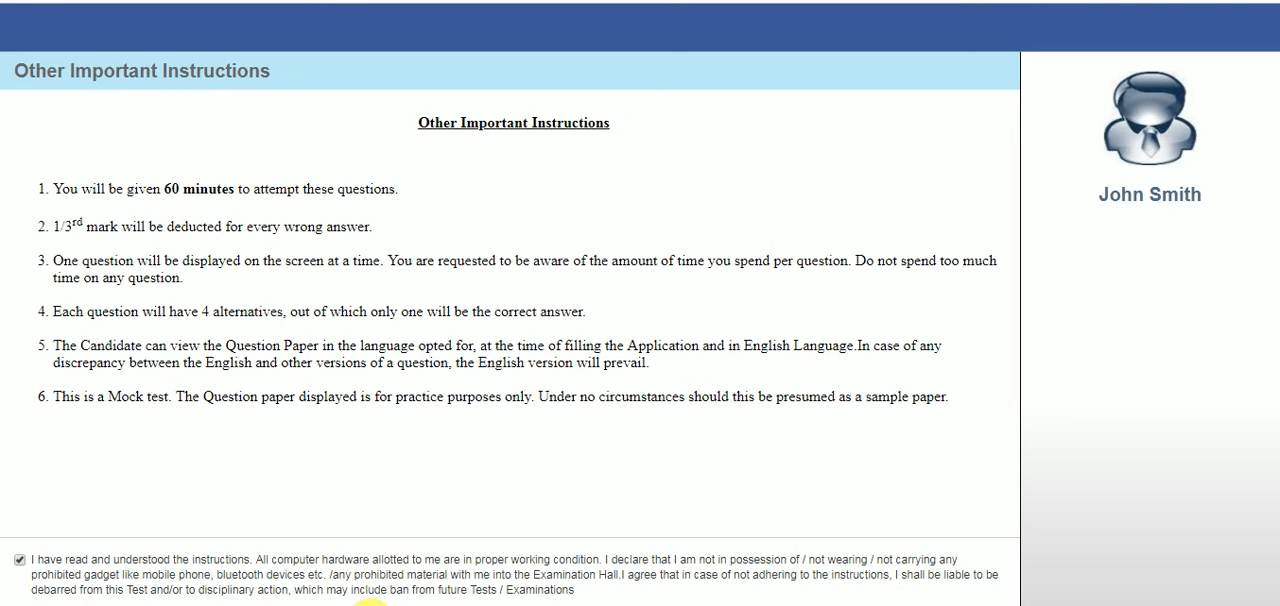 Other Important Instructions
Other Important Instructions
John Smith
1. You will be given 60 minutes to attempt these questions.
2. 1/3rd mark will be deducted for every wrong answer.
3. One question will be displayed on the screen at a time. You are requested to be aware of the amount of time you spend per question. Do not spend too much
time on any question.
4. Each question will have 4 alternatives, out of which only one will be the correct answer.
5. The Candidate can view the Question Paper in the language opted for, at the time of filling the Application and in English Language.In case of any
discrepancy between the English and other versions of a question, the English version will prevail.
6. This is a Mock test. The Question paper displayed is for practice purposes only. Under no circumstances should this be presumed as a sample paper.
I have read and understood the instructions. All computer hardware allotted to me are in proper working condition. I declare that I am not in possession of / not wearing / not carrying any
prohibited gadget like mobile phone, bluetooth devices etc. /any prohibited material with me into the Examination Hall.I agree that in case of not adhering to the instructions, I shall be liable to be
debarred from this Test and/or to disciplinary action, which may include ban from future Tests / Examinations